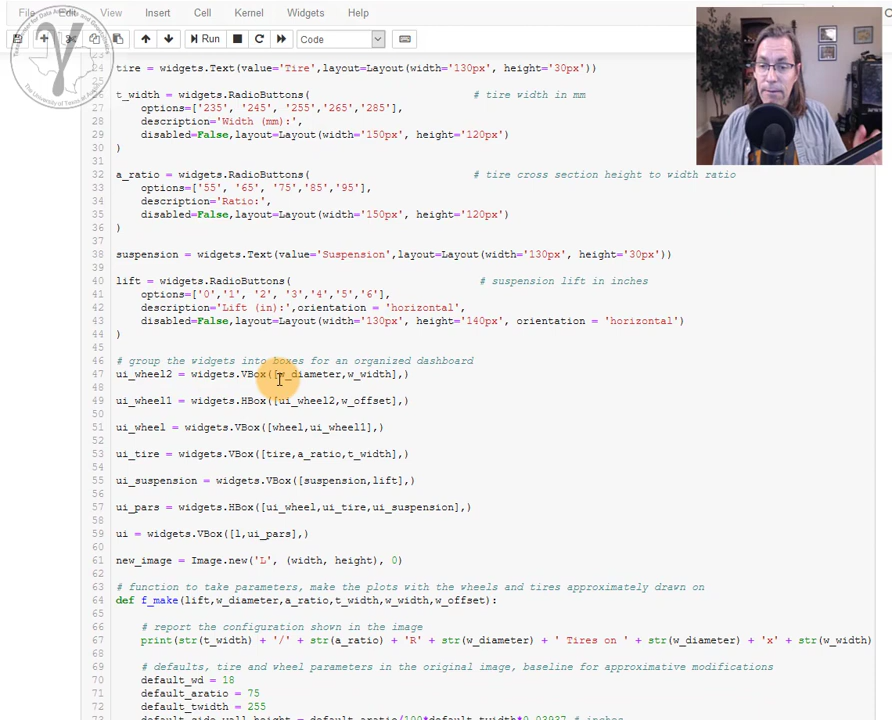 File Edit View Insert Cell Kernel Widgets Help
Run Code
24 tire = widgets.Text(value='Tire',layout=Layout(width='130px', height='30px'))
t_width = widgets.RadioButtons( # tire width in mm
27 options=['235', '245', '255','265','285'],
28 description='Width (mm):',
29 disabled=False,layout=Layout(width='150px', height='120px')
30 )
31
32 a_ratio = widgets.RadioButtons( # tire cross section height to width ratio
33 options=['55', '65', '75','85','95'],
34 description='Ratio:',
35 disabled=False,layout=Layout(width='150px', height='120px')
36 )
37
38 suspension = widgets.Text(value='Suspension',layout=Layout(width='130px', height='30px'))
39
40 lift = widgets.RadioButtons( # suspension lift in inches
41 options=['0','1', '2', '3','4','5','6'],
42 description='Lift (in):',orientation = 'horizontal',
43 disabled=False,layout=Layout(width='130px', height='140px', orientation = 'horizontal')
44 )
45
46 # group the widgets into boxes for an organized dashboard
47 ui_wheel2 = widgets.VBox([w_diameter,w_width],)
48
49 ui_wheel1 = widgets.HBox([ui_wheel2,w_offset],)
50
51 ui_wheel = widgets.VBox([wheel,ui_wheel1],)
52
53 ui_tire = widgets.VBox([tire,a_ratio,t_width],)
54
55 ui_suspension = widgets.VBox([suspension,lift],)
56
57 ui_pars = widgets.HBox([ui_wheel,ui_tire,ui_suspension],)
58
59 ui = widgets.VBox([l,ui_pars],)
60
61 new_image = Image.new('L', (width, height), 0)
62
63 # function to take parameters, make the plots with the wheels and tires approximately drawn on
64 def f_make(lift,w_diameter,a_ratio,t_width,w_width,w_offset):
65
66 # report the configuration shown in the image
67 print(str(t_width) + '/' + str(a_ratio) + 'R' + str(w_diameter) + ' Tires on ' + str(w_diameter) + 'x' + str(w_width)
68
69 # defaults, tire and wheel parameters in the original image, baseline for approximative modifications
70 default_wd = 18
71 default_aratio = 75
72 default_twidth = 255
73 default_side_wall_height = default_aratio/100*default_twidth*0.03937 # inches